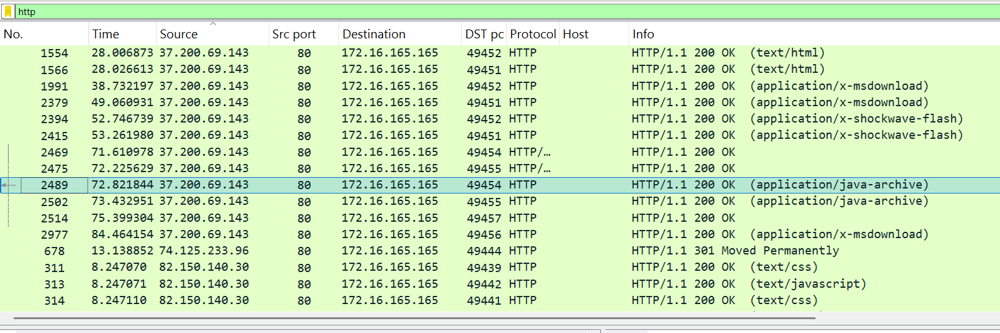 http
No. Time Source Src port Destination DST pc Protocol Host Info
1554 28.006873 37.200.69.143 80 172.16.165.165 49452 HTTP HTTP/1.1 200 OK (text/html)
1566 28.026613 37.200.69.143 80 172.16.165.165 49451 HTTP HTTP/1.1 200 OK (text/html)
1991 38.732197 37.200.69.143 80 172.16.165.165 49452 HTTP HTTP/1.1 200 OK (application/x-msdownload)
2379 49.060931 37.200.69.143 80 172.16.165.165 49451 HTTP HTTP/1.1 200 OK (application/x-msdownload)
2394 52.746739 37.200.69.143 80 172.16.165.165 49452 HTTP HTTP/1.1 200 OK (application/x-shockwave-flash)
2415 53.261980 37.200.69.143 80 172.16.165.165 49451 HTTP HTTP/1.1 200 OK (application/x-shockwave-flash)
2469 71.610978 37.200.69.143 80 172.16.165.165 49454 HTTP/… HTTP/1.1 200 OK
2475 72.225629 37.200.69.143 80 172.16.165.165 49455 HTTP/… HTTP/1.1 200 OK
2489 72.821844 37.200.69.143 80 172.16.165.165 49454 HTTP HTTP/1.1 200 OK (application/java-archive)
2502 73.432951 37.200.69.143 80 172.16.165.165 49455 HTTP HTTP/1.1 200 OK (application/java-archive)
2514 75.399304 37.200.69.143 80 172.16.165.165 49457 HTTP HTTP/1.1 200 OK
2977 84.464154 37.200.69.143 80 172.16.165.165 49456 HTTP HTTP/1.1 200 OK (application/x-msdownload)
678 13.138852 74.125.233.96 80 172.16.165.165 49444 HTTP HTTP/1.1 301 Moved Permanently
311 8.247070 82.150.140.30 80 172.16.165.165 49439 HTTP HTTP/1.1 200 OK (text/css)
313 8.247071 82.150.140.30 80 172.16.165.165 49442 HTTP HTTP/1.1 200 OK (text/javascript)
314 8.247110 82.150.140.30 80 172.16.165.165 49441 HTTP HTTP/1.1 200 OK (text/css)